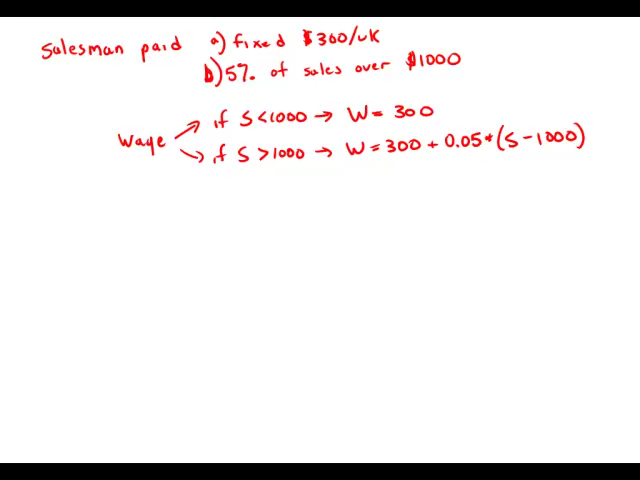 Salesman paid a) fixed $300/wk
b) 5% of sales over $1000
if S<1000 → W = 300
Wage
if S >1000 → W = 300 + 0.05*(S-1000)